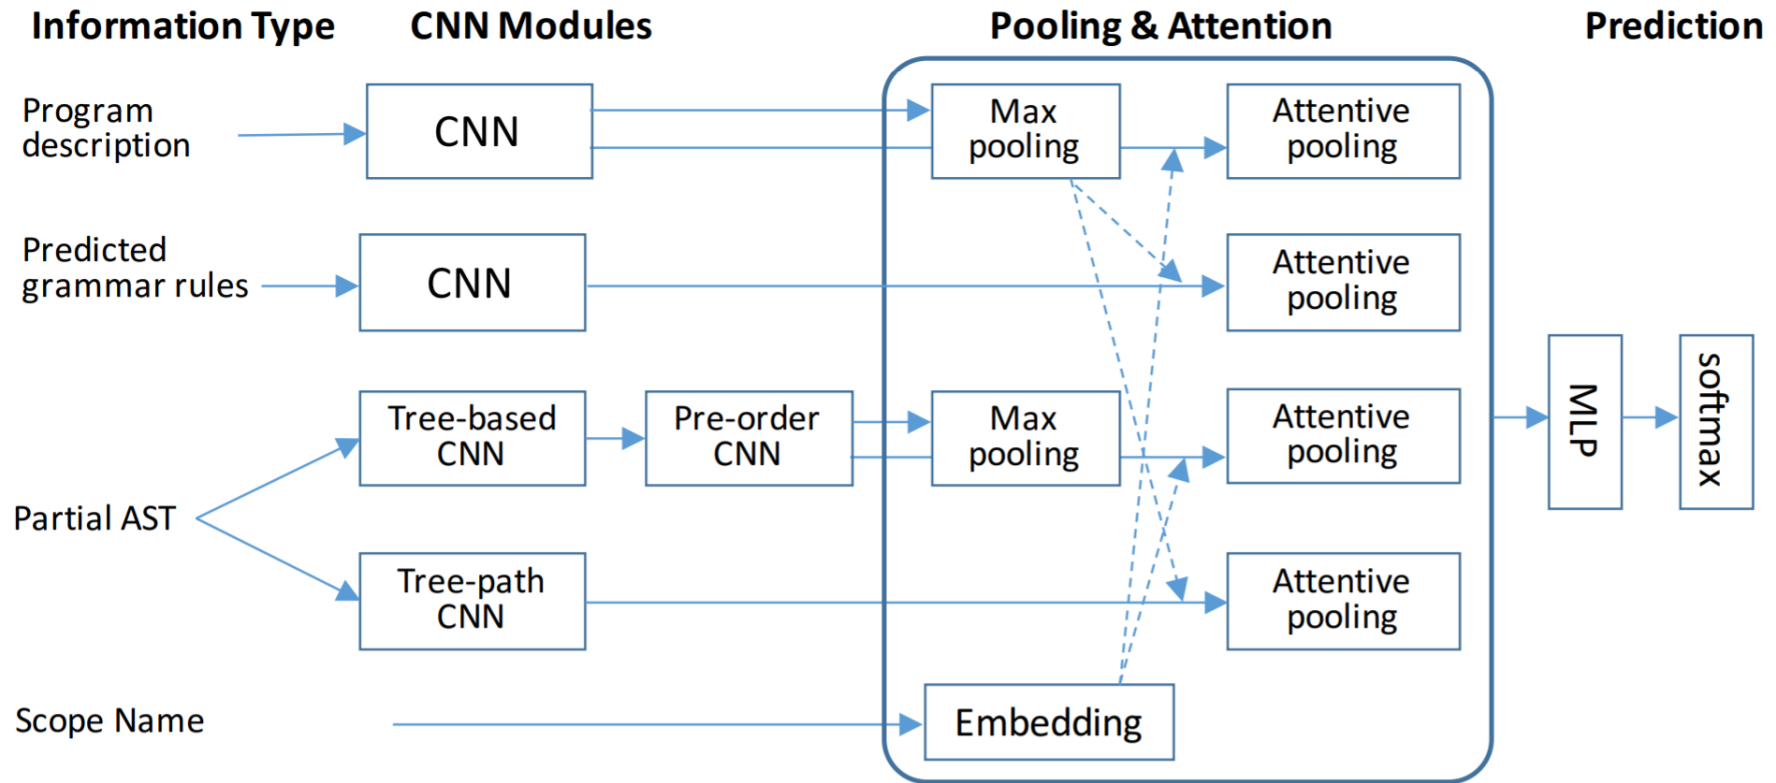 Information Type
CNN Modules
Pooling & Attention
Prediction
Program
description
CNN
Max
pooling
Attentive
pooling
Predicted
grammar rules
CNN
Attentive
pooling
Partial AST
Tree-based
CNN
Pre-order
CNN
Max
pooling
Attentive
pooling
Tree-path
CNN
Attentive
pooling
MLP
softmax
Scope Name
Embedding